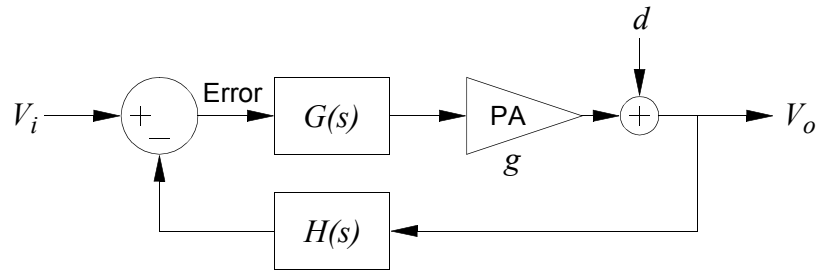 d
Error
V_i
+
−
G(s)
PA
+
V_o
g
H(s)